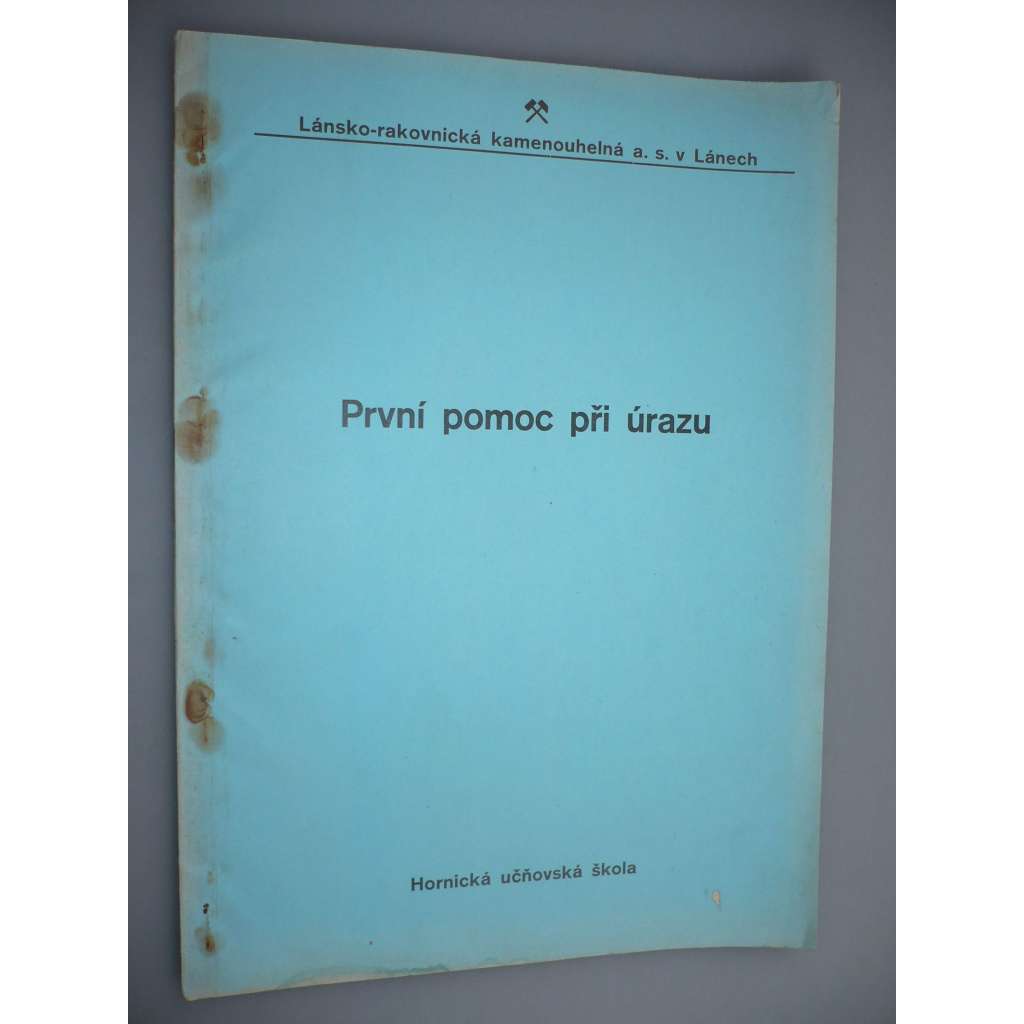 Lánsko-rakovnická kamenouhelná a. s. v Lánech
První pomoc při úrazu
Hornická učňovská škola